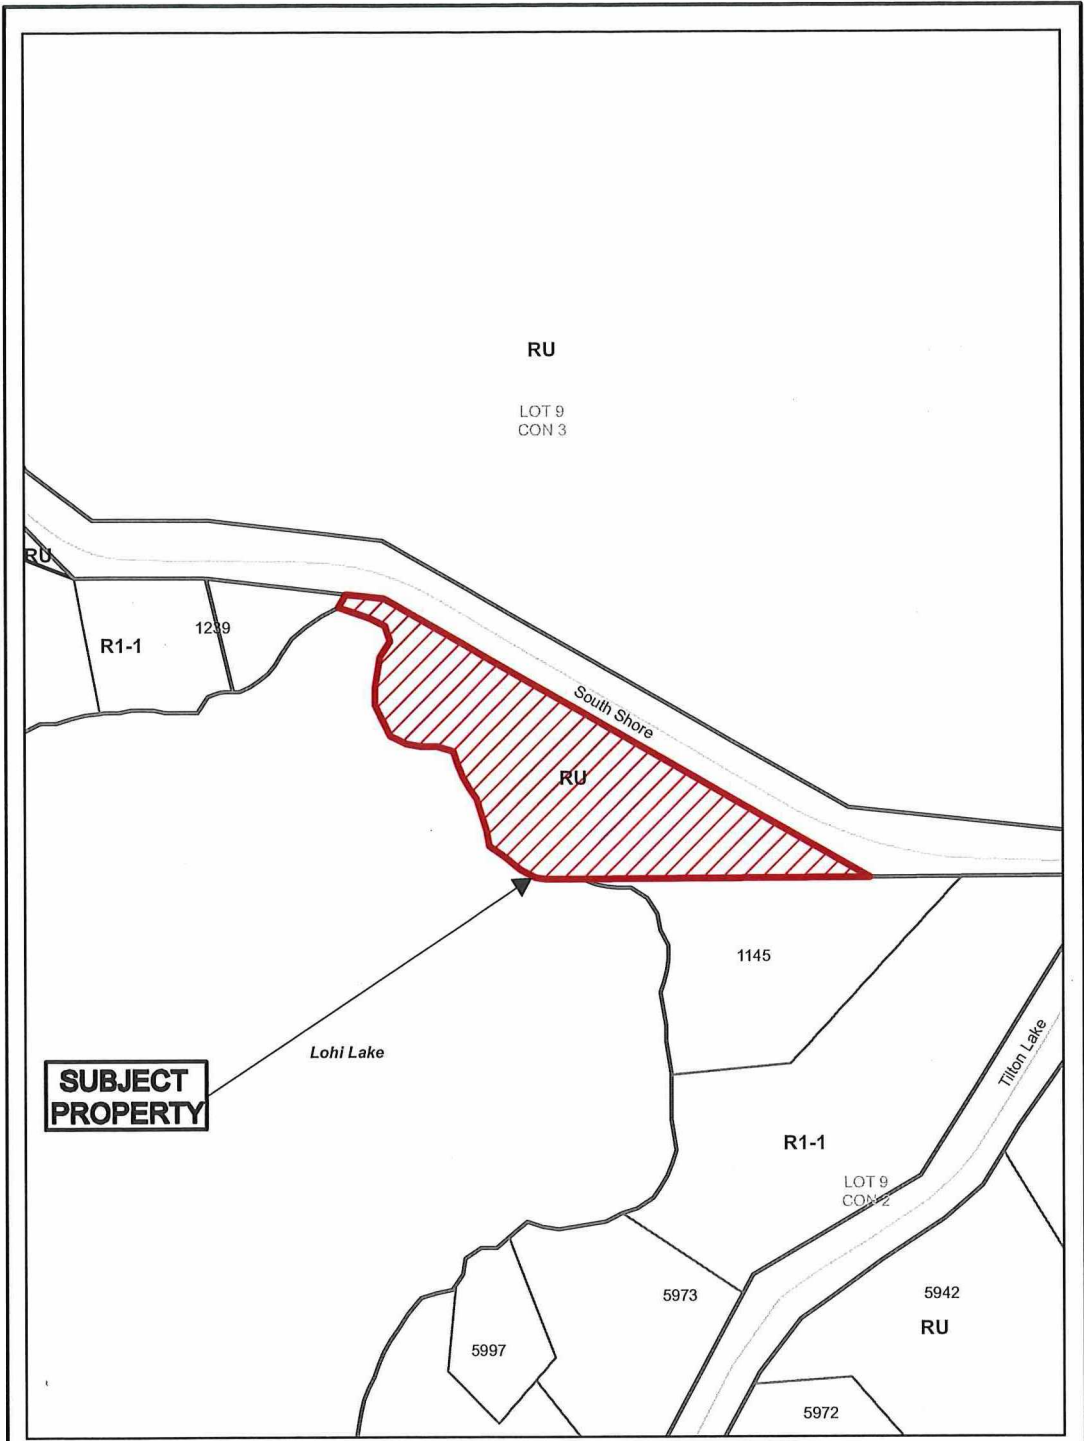 RU
LOT 9
CON 3
RU
R1-1
1239
South Shore
RU
1145
Lohi Lake
SUBJECT
PROPERTY
Tilton Lake
R1-1
LOT 9
CON 2
5973
5942
RU
5997
5972